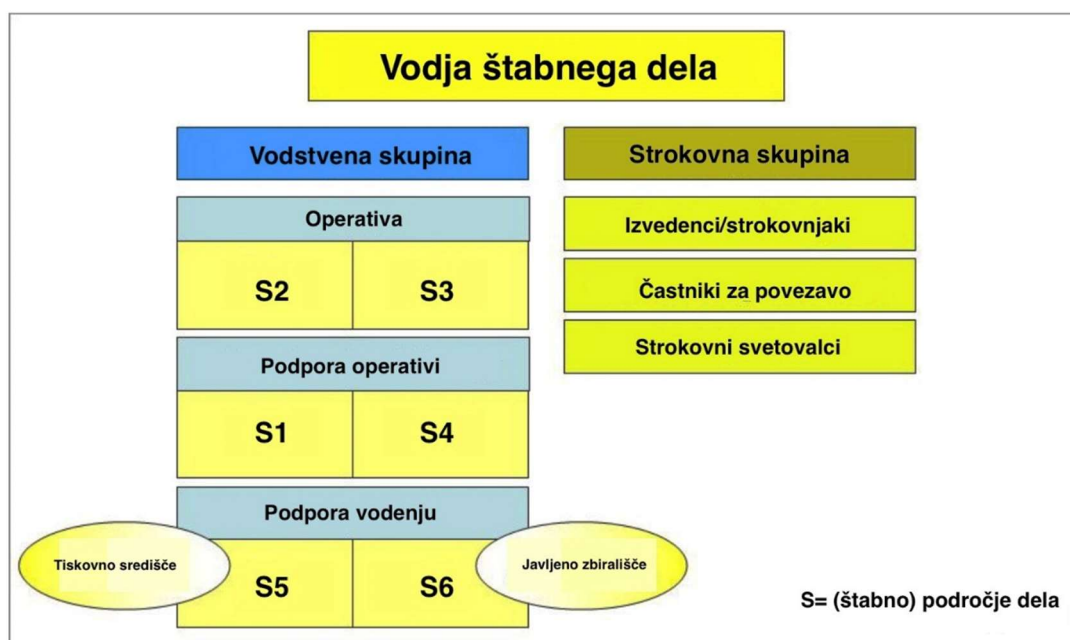 Vodja štabnega dela
Vodstvena skupina
Operativa
S2 S3
Podpora operativi
S1 S4
Podpora vodenju
Tiskovno središče
S5 S6
Javljeno zbirališče
Strokovna skupina
Izvedenci/strokovnjaki
Častniki za povezavo
Strokovni svetovalci
S= (štabno) področje dela